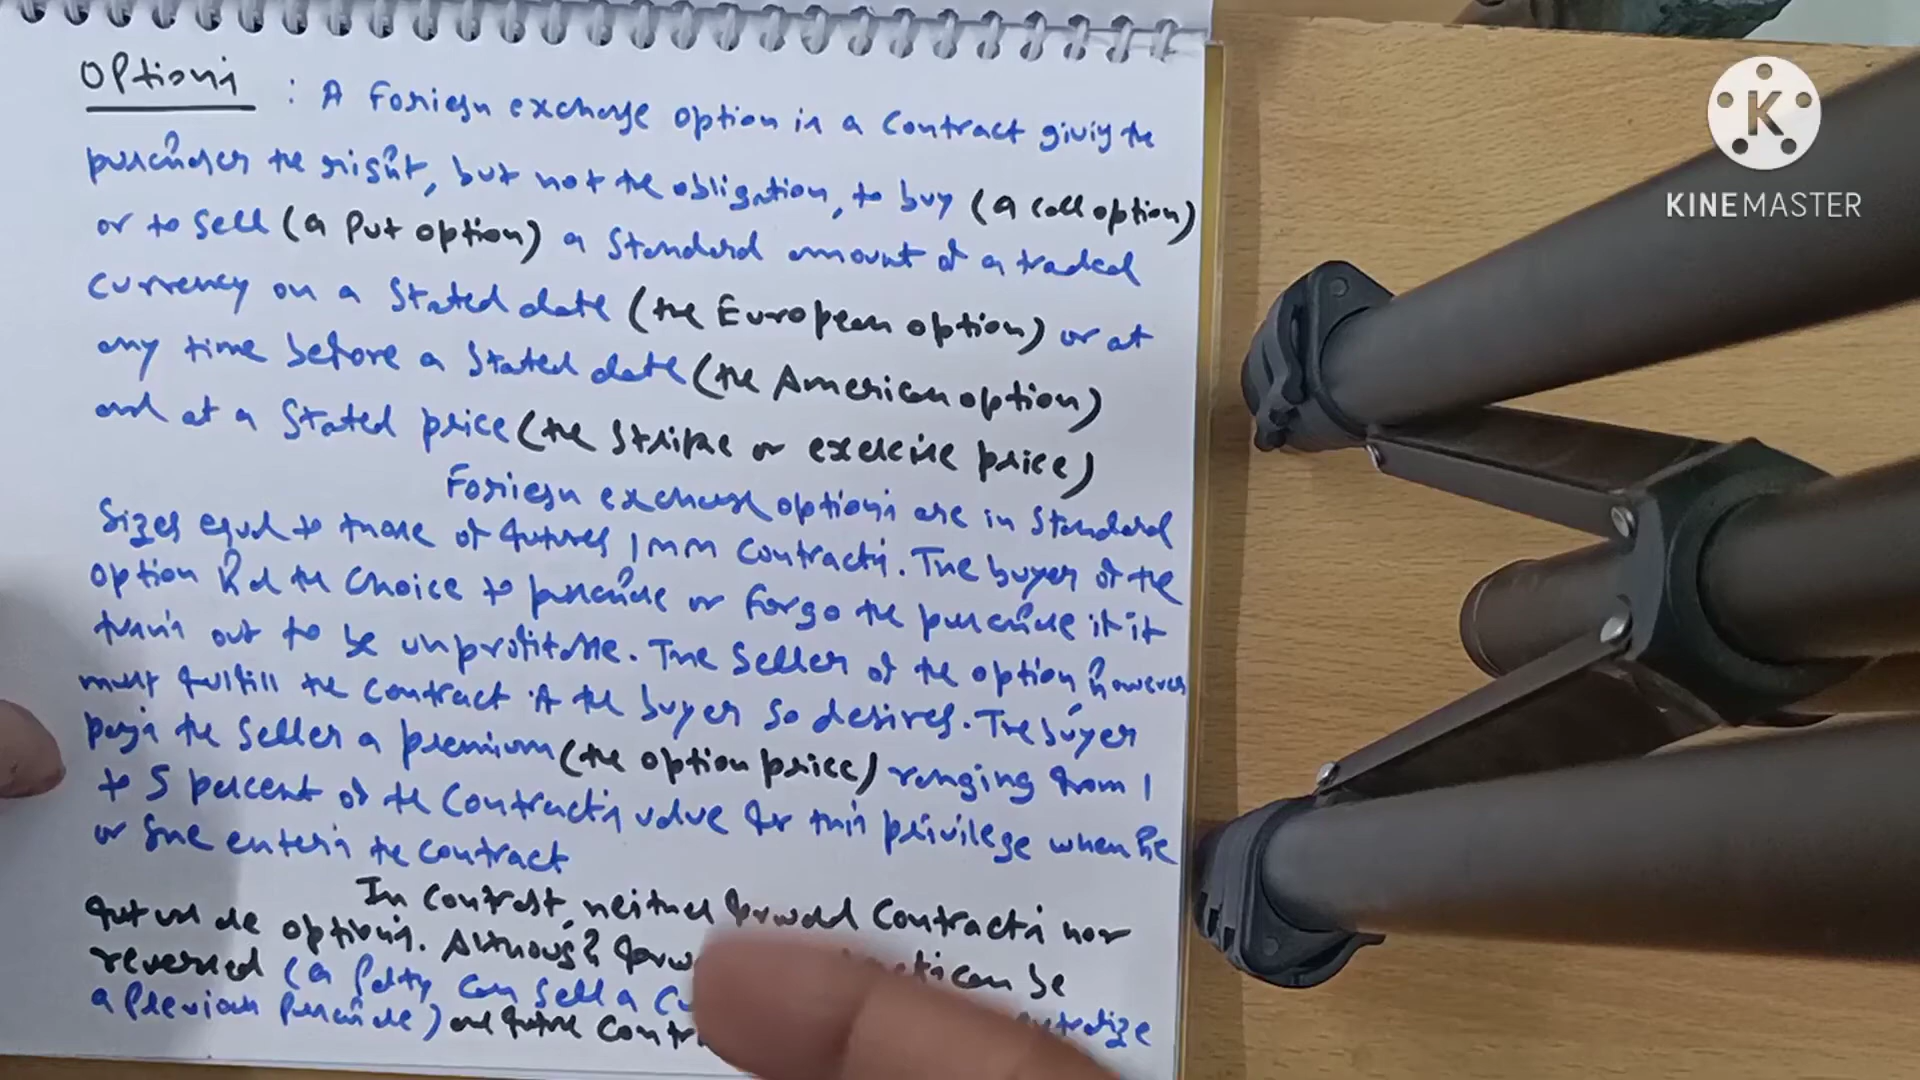 Options : A Foriegn exchange option is a Contract giving the
purchaser the right, but not the obligation, to buy (a call option)
or to sell (a put option) a Standard amount of a traded
Currency on a Stated date (the European option) or at
any time before a Stated date (the American option)
and at a Stated price (the Strike or exercise price)
Foriegn exchange options are in Standard
Sizes equal to those of futures IMM Contracts. The buyer of the
option has the Choice to purchase or forgo the purchase if it
turns out to be unprofitable. The Seller of the option however
must fulfill the Contract if the buyer so desires. The buyer
pays the Seller a premium (the option price) ranging from 1
to 5 percent of the Contracts value for this privilege when he
or she enters the contract
In Contrast, neither forward Contracts nor
are options. Although can be
reversed (a Party can Sell a
a Previous Purchase) and future
K
KINEMASTER